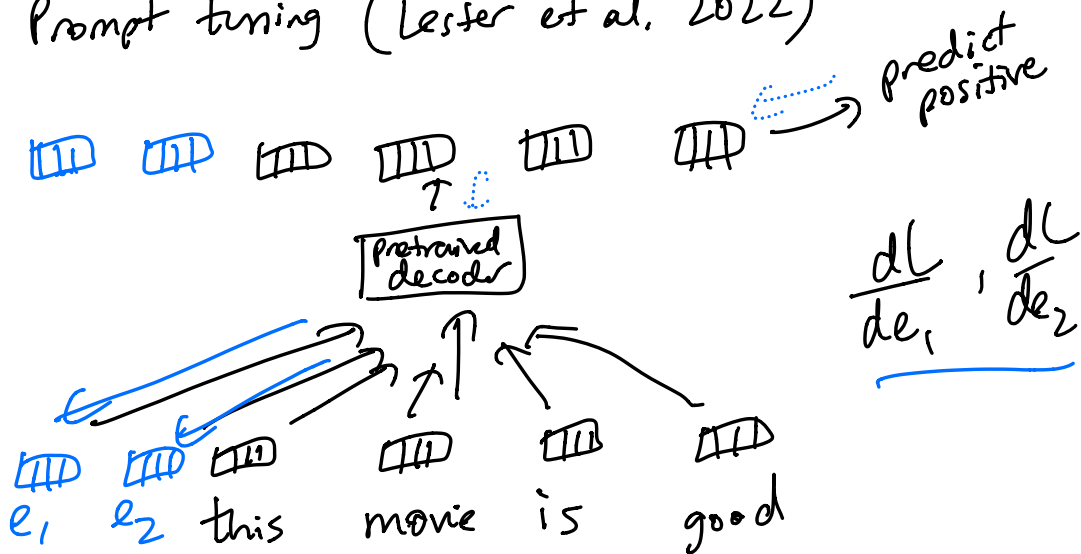 Prompt tuning (Lester et al. 2022)
predict
positive
pretrained
decoder
dL/de₁ , dL/de₂
e₁ e₂ this movie is good